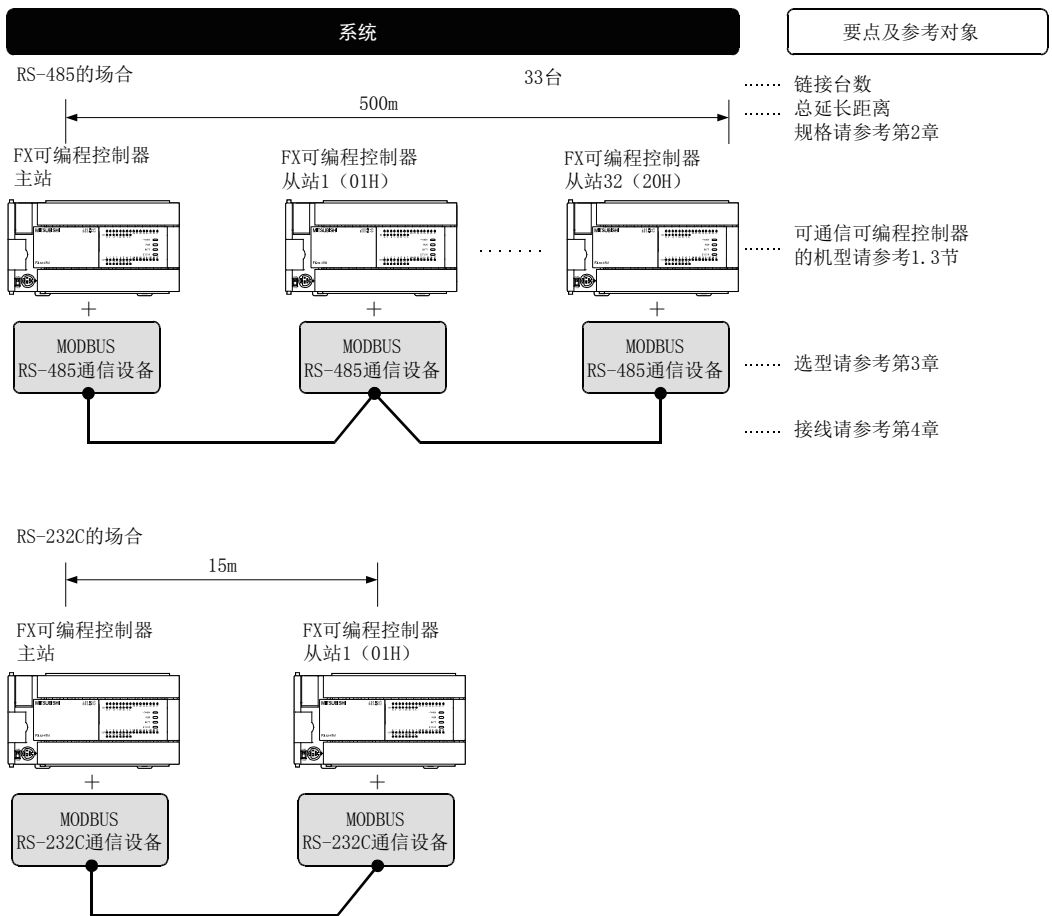 系统
要点及参考对象
RS-485的场合
33台
500m
链接台数
总延长距离
规格请参考第2章
FX可编程控制器
主站
FX可编程控制器
从站1（01H）
FX可编程控制器
从站32（20H）
MITSUBISHI
MITSUBISHI
MITSUBISHI
......
可通信可编程控制器
的机型请参考1.3节
+
+
+
MODBUS
RS-485通信设备
MODBUS
RS-485通信设备
MODBUS
RS-485通信设备
选型请参考第3章
接线请参考第4章
RS-232C的场合
15m
FX可编程控制器
主站
FX可编程控制器
从站1（01H）
MITSUBISHI
MITSUBISHI
+
+
MODBUS
RS-232C通信设备
MODBUS
RS-232C通信设备